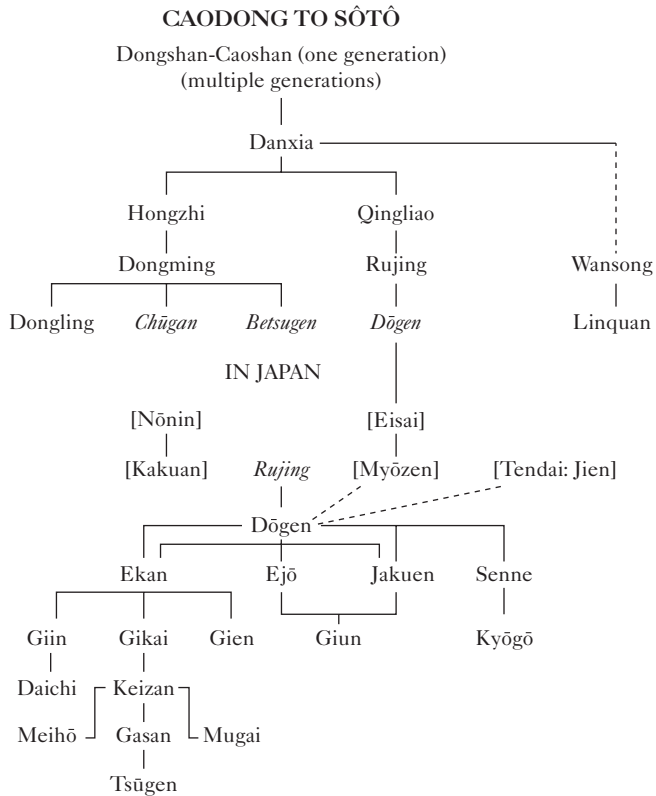 CAODONG TO SÔTÔ
Dongshan-Caoshan (one generation)
(multiple generations)
Danxia
Hongzhi Qingliao
Dongming Rujing Wansong
Dongling Chūgan Betsugen Dōgen Linquan
IN JAPAN
[Nōnin] [Eisai]
[Kakuan] Rujing [Myōzen] [Tendai: Jien]
Dōgen
Ekan Ejō Jakuen Senne
Giin Gikai Gien Giun Kyōgō
Daichi Keizan
Meihō Gasan Mugai
Tsūgen